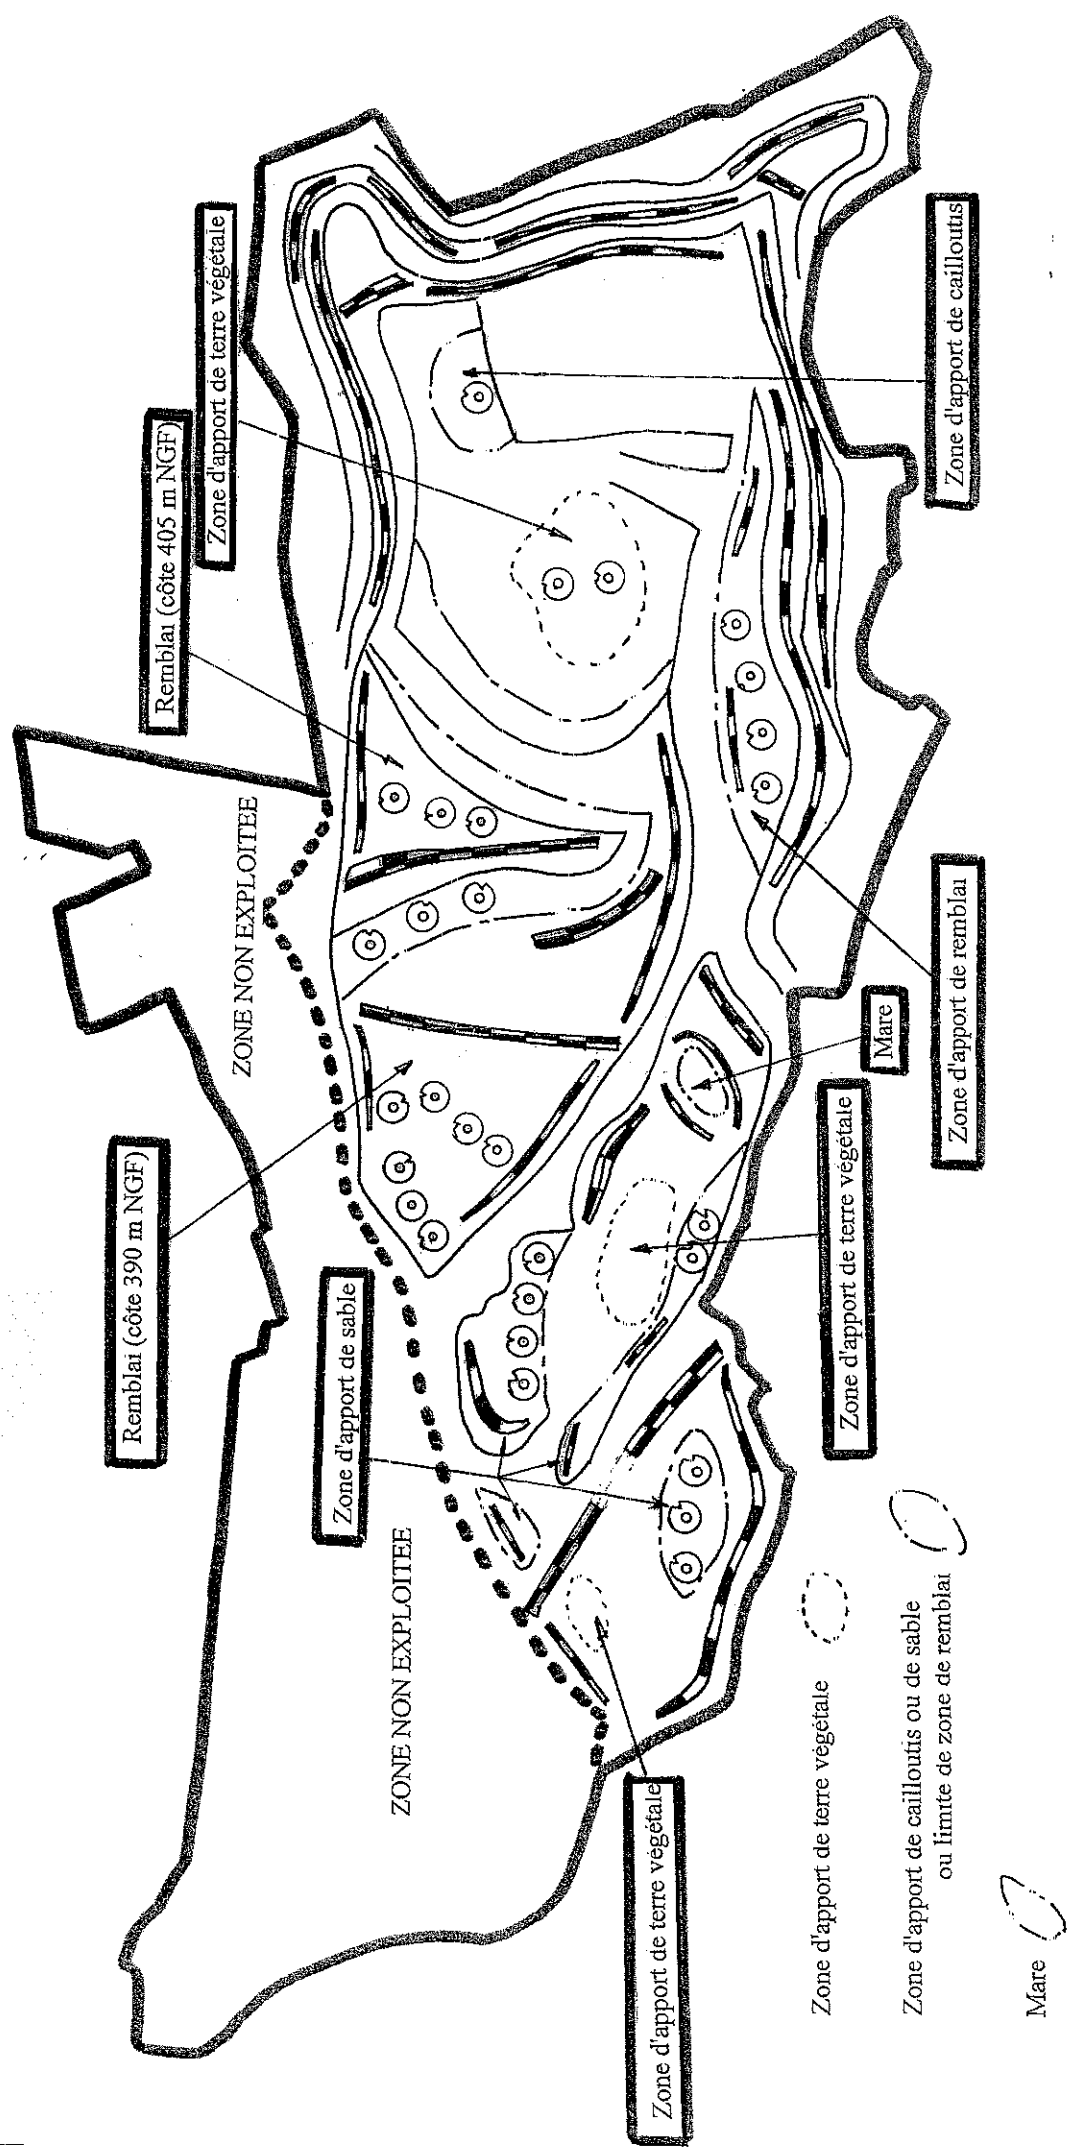 Remblai (côte 390 m NGF)
Remblai (côte 405 m NGF)
Zone d'apport de terre végétale
ZONE NON EXPLOITEE
Zone d'apport de sable
ZONE NON EXPLOITEE
Zone d'apport de terre végétale
Zone d'apport de terre végétale
Mare
Zone d'apport de remblai
Zone d'apport de cailloutis
Zone d'apport de terre végétale
Zone d'apport de cailloutis ou de sable
ou limite de zone de remblai
Mare